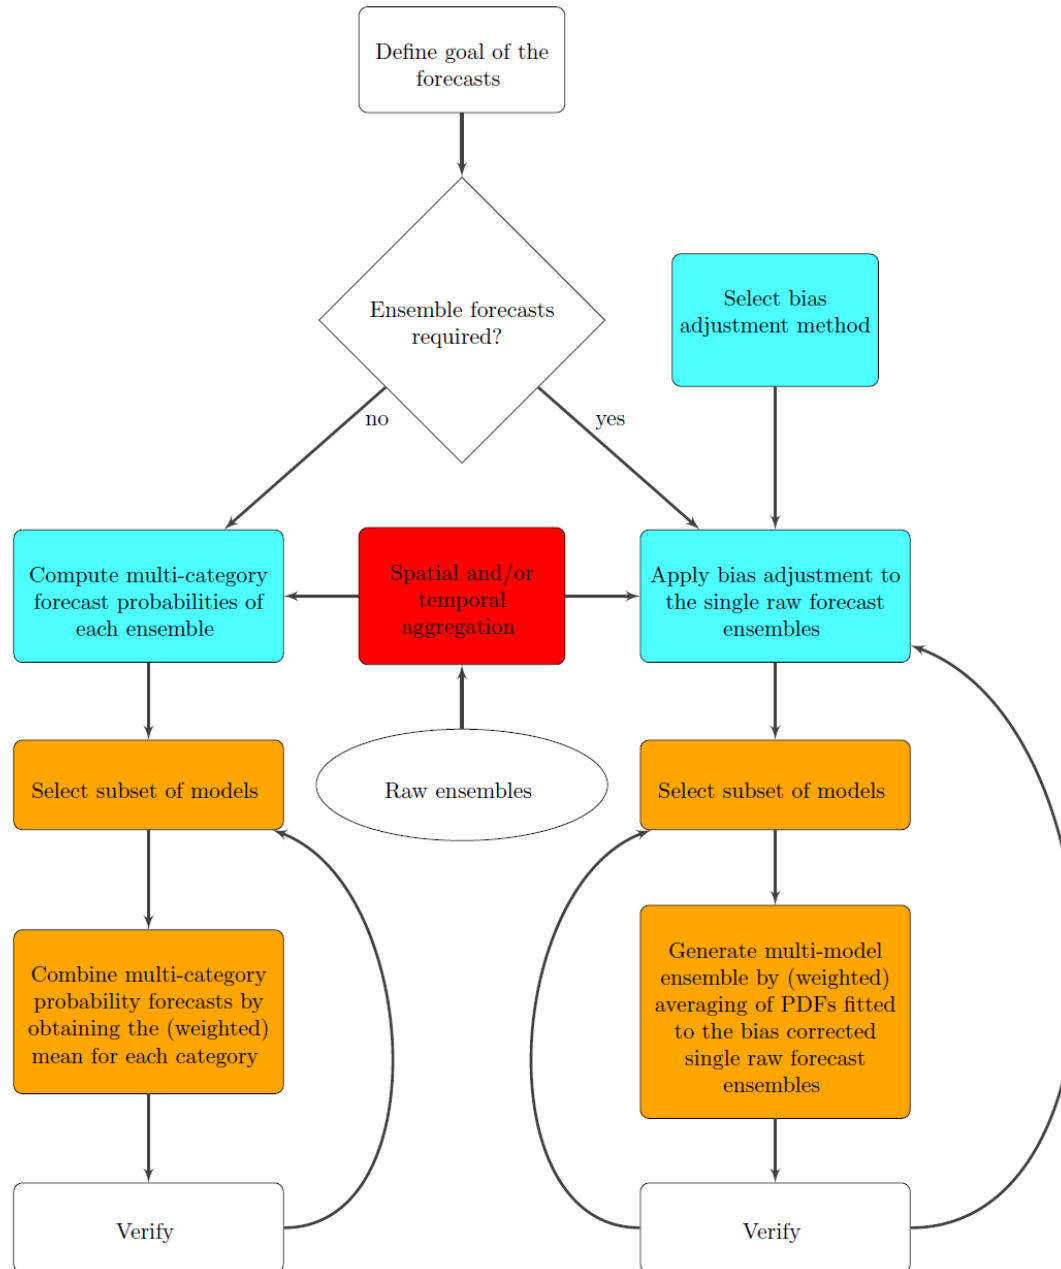 Define goal of the
forecasts
Ensemble forecasts
required?
Select bias
adjustment method
no
yes
Compute multi-category
forecast probabilities of
each ensemble
Spatial and/or
temporal
aggregation
Apply bias adjustment to
the single raw forecast
ensembles
Select subset of models
Raw ensembles
Select subset of models
Combine multi-category
probability forecasts by
obtaining the (weighted)
mean for each category
Generate multi-model
ensemble by (weighted)
averaging of PDFs fitted
to the bias corrected
single raw forecast
ensembles
Verify
Verify